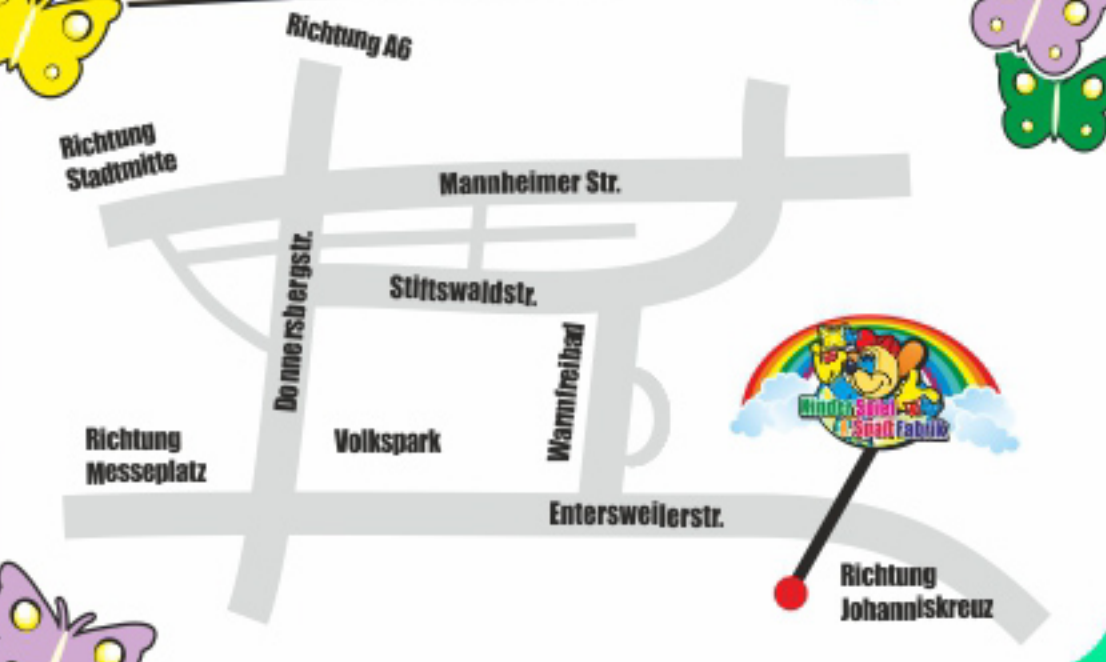 Richtung A6
Richtung
Stadtmitte
Mannheimer Str.
Donnersbergstr.
Stiftswaldstr.
Warmfreibad
Kinder Spiel
& Spaß Fabrik
Richtung
Messeplatz
Volkspark
Entersweilerstr.
Richtung
Johanniskreuz